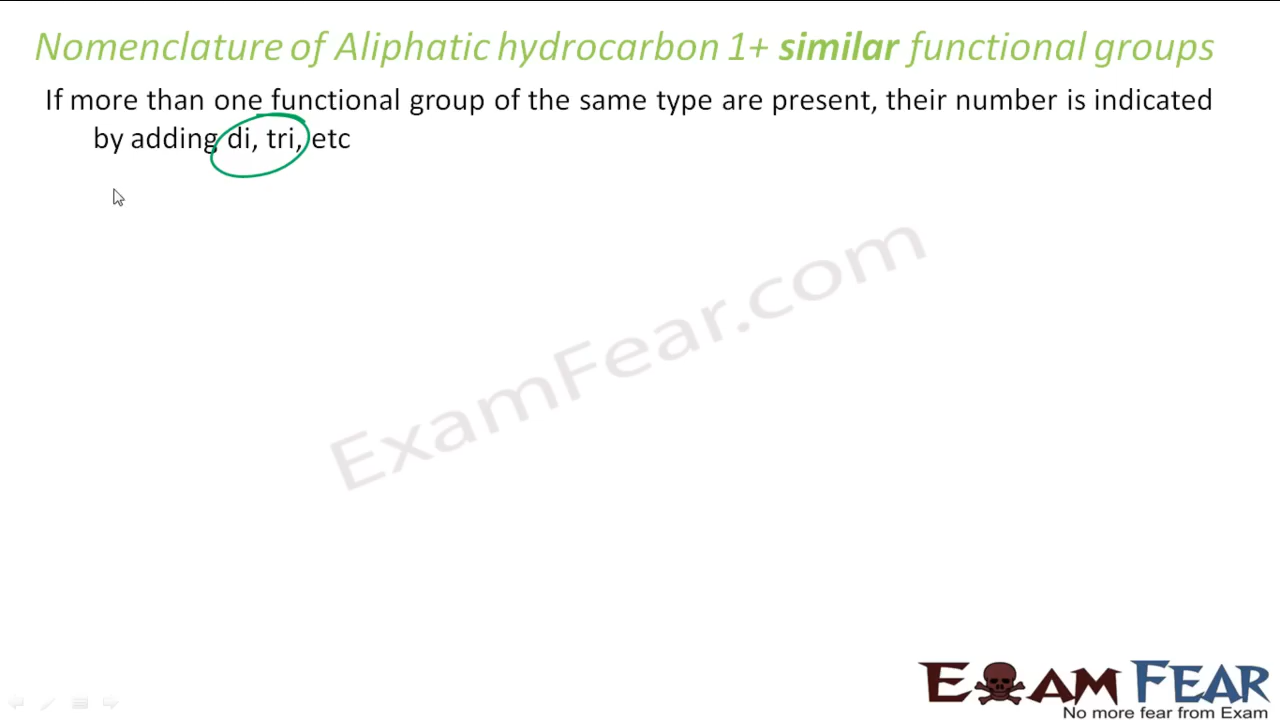 Nomenclature of Aliphatic hydrocarbon 1+ similar functional groups
If more than one functional group of the same type are present, their number is indicated
by adding di, tri, etc
ExamFear.com
EXAM FEAR
No more fear from Exam